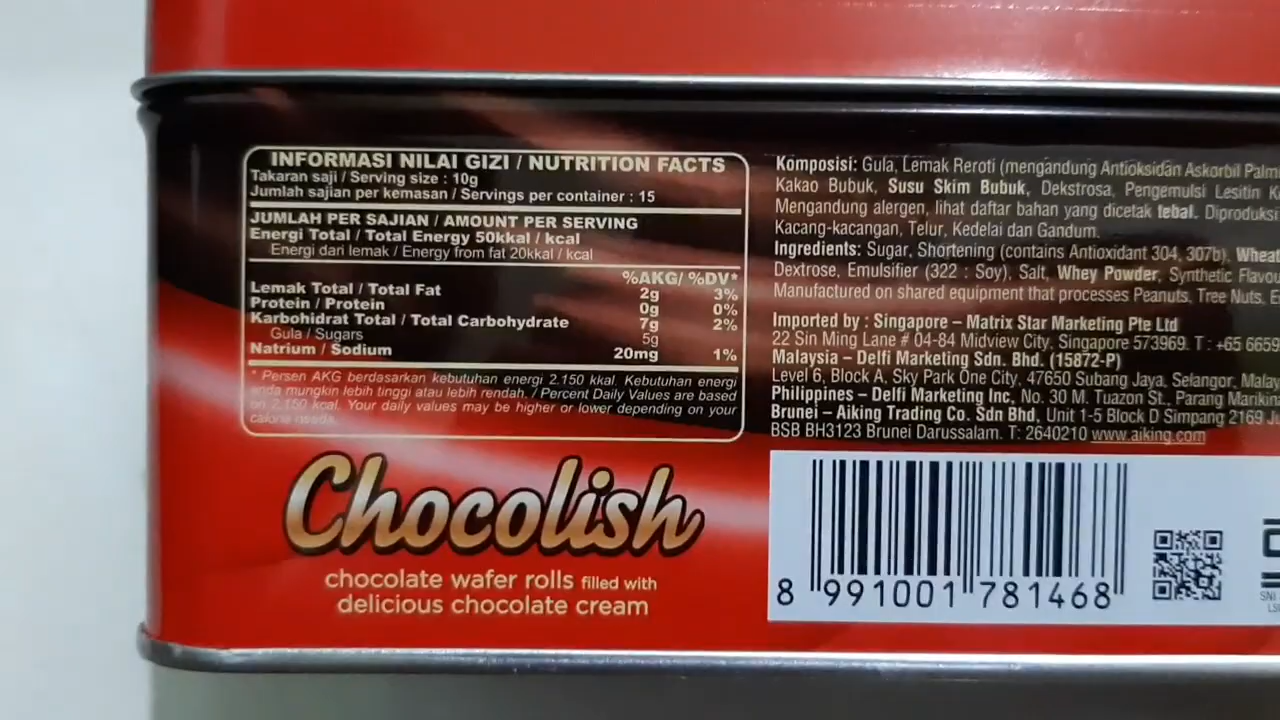 INFORMASI NILAI GIZI / NUTRITION FACTS
Takaran saji / Serving size : 10g
Jumlah sajian per kemasan / Servings per container : 15
JUMLAH PER SAJIAN / AMOUNT PER SERVING
Energi Total / Total Energy 50kkal / kcal
Energi dari lemak / Energy from fat 20kkal / kcal
%AKG/ %DV*
Lemak Total / Total Fat 2g 3%
Protein / Protein 0g 0%
Karbohidrat Total / Total Carbohydrate 7g 2%
Gula / Sugars 5g
Natrium / Sodium 20mg 1%
* Persen AKG berdasarkan kebutuhan energi 2.150 kkal. Kebutuhan energi
anda mungkin lebih tinggi atau lebih rendah. / Percent Daily Values are based
on 2.150 kcal. Your daily values may be higher or lower depending on your
calorie needs.
Chocolish
chocolate wafer rolls filled with
delicious chocolate cream
Komposisi: Gula, Lemak Reroti (mengandung Antioksidan Askorbil Palmi
Kakao Bubuk, Susu Skim Bubuk, Dekstrosa, Pengemulsi Lesitin K
Mengandung alergen, lihat daftar bahan yang dicetak tebal. Diproduksi
Kacang-kacangan, Telur, Kedelai dan Gandum.
Ingredients: Sugar, Shortening (contains Antioxidant 304, 307b), Wheat
Dextrose, Emulsifier (322 : Soy), Salt, Whey Powder, Synthetic Flavou
Manufactured on shared equipment that processes Peanuts, Tree Nuts, E
Imported by : Singapore – Matrix Star Marketing Pte Ltd
22 Sin Ming Lane # 04-84 Midview City, Singapore 573969. T : +65 6659
Malaysia – Delfi Marketing Sdn. Bhd. (15872-P)
Level 6, Block A, Sky Park One City, 47650 Subang Jaya, Selangor, Malay
Philippines – Delfi Marketing Inc, No. 30 M. Tuazon St., Parang Marikina
Brunei – Aiking Trading Co. Sdn Bhd, Unit 1-5 Block D Simpang 2169 J
BSB BH3123 Brunei Darussalam. T: 2640210 www.aiking.com
8 991001 781468
SNI